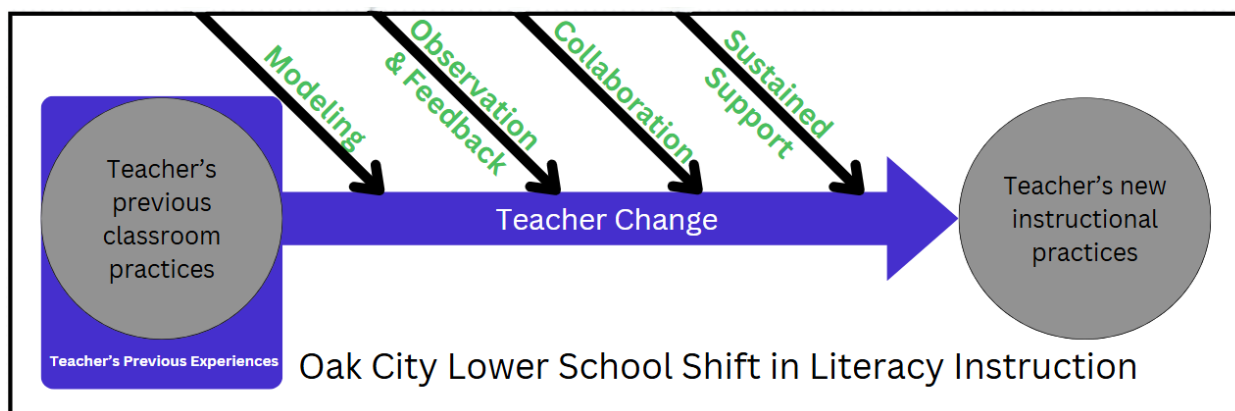 Modeling
Observation
& Feedback
Collaboration
Sustained
Support
Teacher’s
previous
classroom
practices
Teacher Change
Teacher’s new
instructional
practices
Teacher’s Previous Experiences
Oak City Lower School Shift in Literacy Instruction